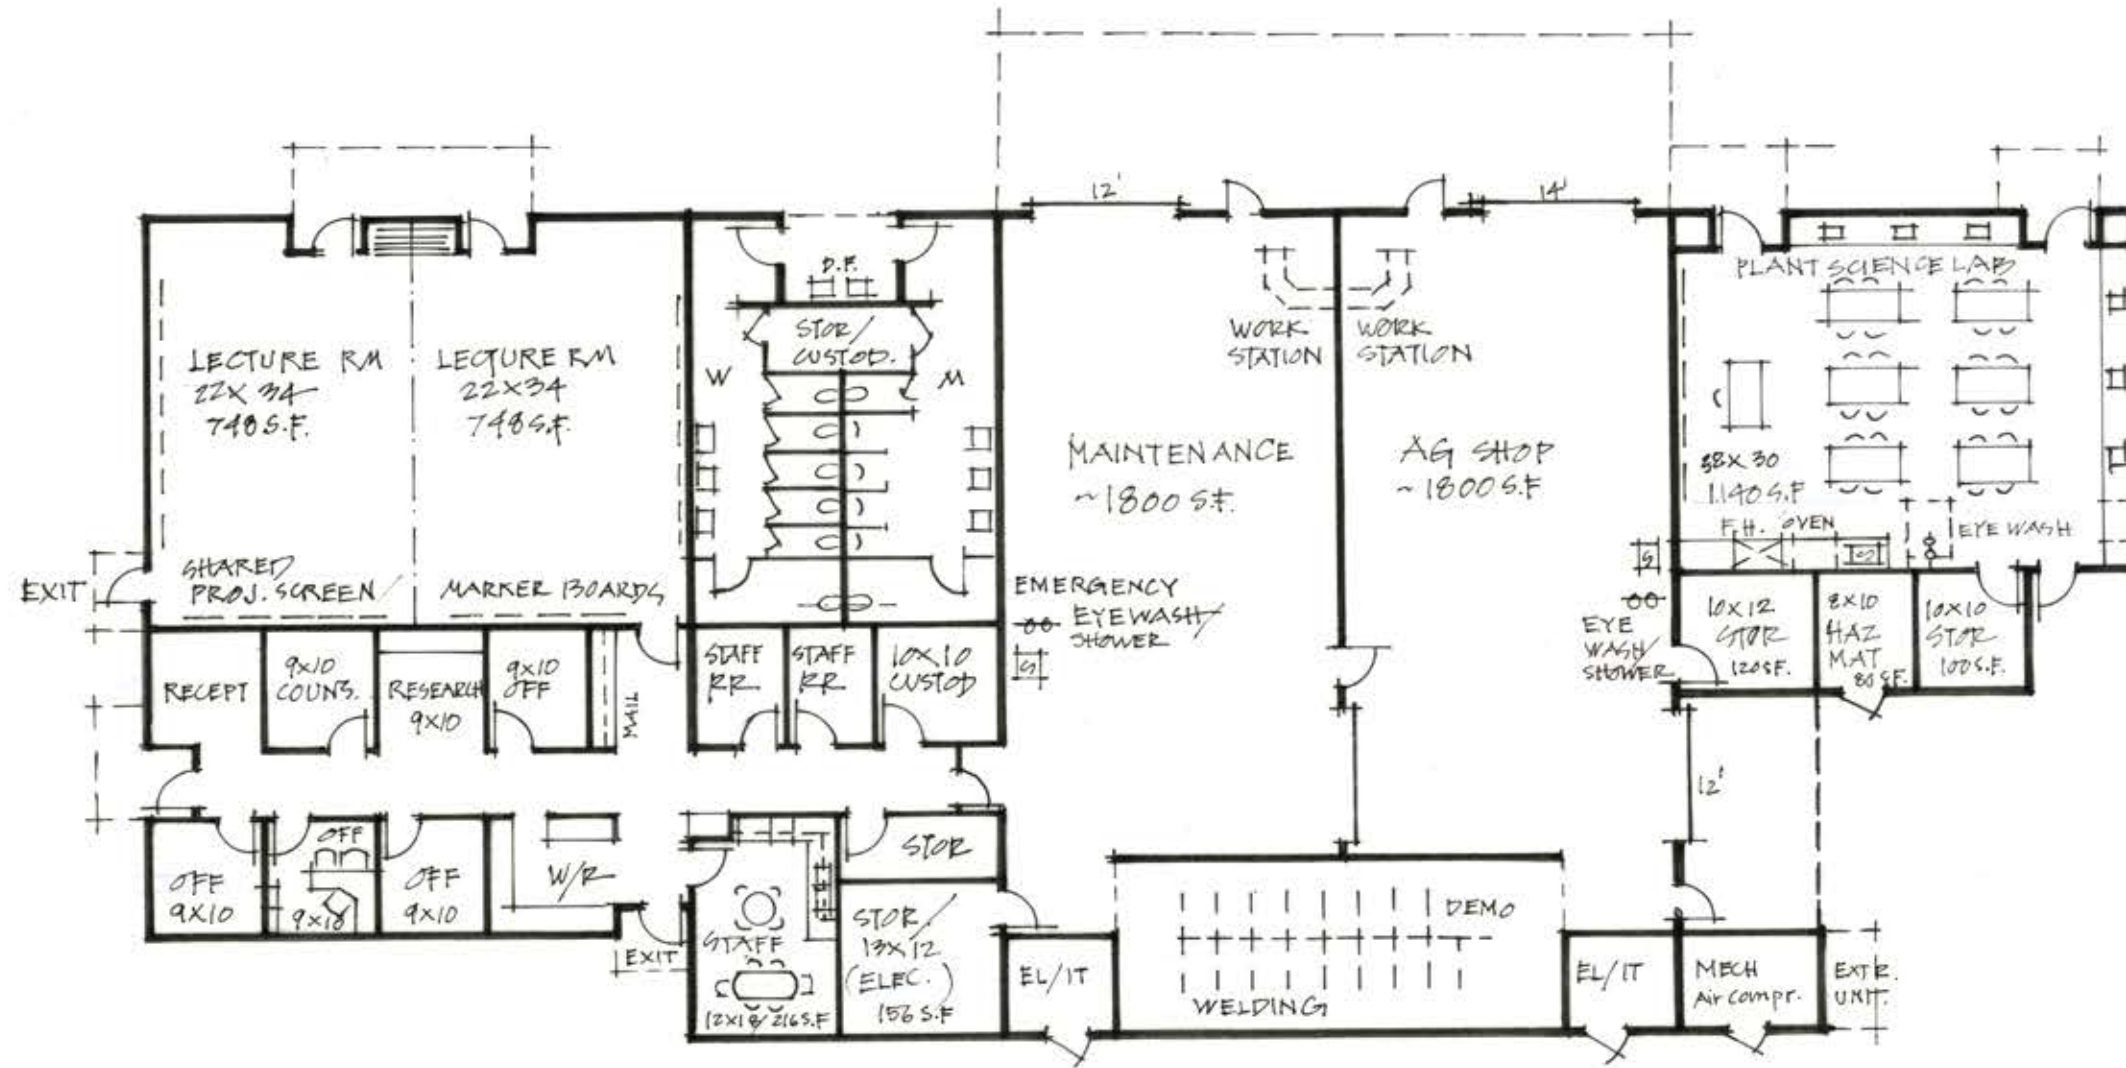 12'
14'
D.F.
PLANT SCIENCE LAB
STOR/
CUSTOD.
WORK
STATION
WORK
STATION
LECTURE RM
22X34
748 S.F.
LECTURE RM
22X34
748 S.F.
W
M
MAINTENANCE
~1800 S.F.
AG SHOP
~1800 S.F
38X30
1,140 S.F
F.H. OVEN
EYE WASH
S
S
EXIT
SHARED
PROJ. SCREEN/
MARKER BOARDS
EMERGENCY
EYEWASH/
SHOWER
S
EYE
WASH/
SHOWER
10X12
STOR
120SF.
8X10
HAZ
MAT
80 S.F.
10X10
STOR
100S.F.
RECEPT
9X10
COUNS.
RESEARCH
9X10
9X10
OFF
MAIL
STAFF
RR
STAFF
RR
10X10
CUSTOD
12'
OFF
9X10
OFF
9X10
OFF
9X10
W/R
EXIT
STAFF
12X18/216S.F
STOR
STOR/
13X12
(ELEC.)
156 S.F
EL/IT
DEMO
WELDING
EL/IT
MECH
Air Compr.
EXTR.
UNIT.